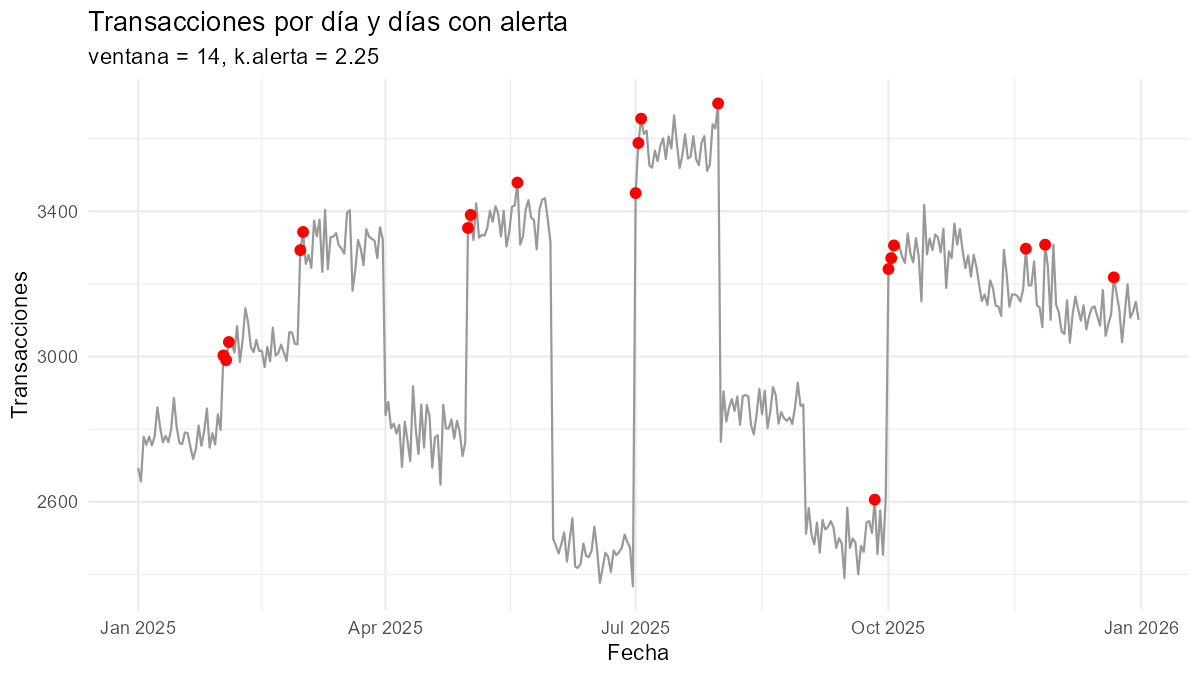 Transacciones por día y días con alerta
ventana = 14, k.alerta = 2.25
Transacciones
3400
3000
2600
Jan 2025
Apr 2025
Jul 2025
Oct 2025
Jan 2026
Fecha